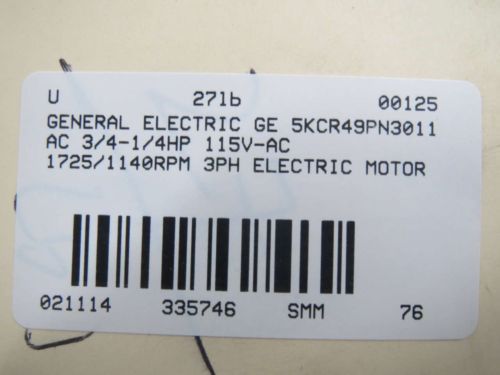 U 27lb 00125
GENERAL ELECTRIC GE 5KCR49PN3011
AC 3/4-1/4HP 115V-AC
1725/1140RPM 3PH ELECTRIC MOTOR
021114 335746 SMM 76